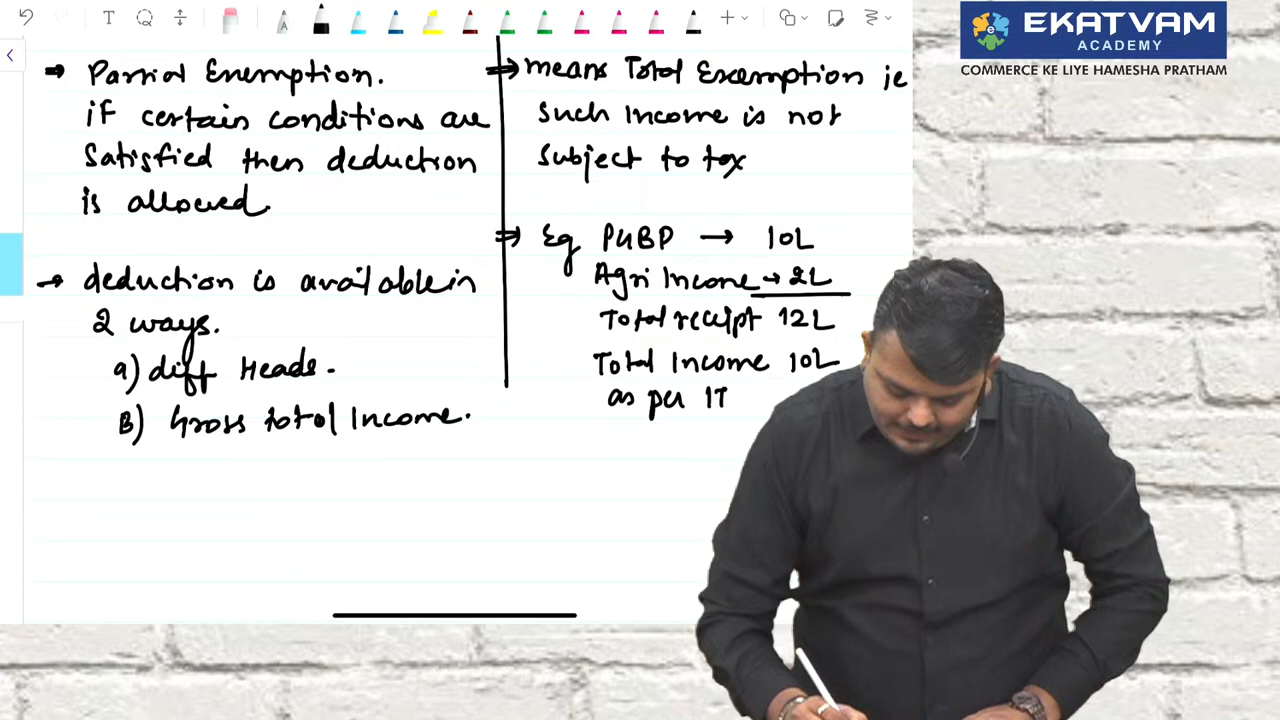 EKATVAM
ACADEMY
COMMERCE KE LIYE HAMESHA PRATHAM
→ Partial Exemption.
if certain conditions are
Satisfied then deduction
is allowed
→ deduction is available in
2 ways.
a) diff Heads.
B) Gross total Income.
⇒ means Total Exemption ie
Such Income is not
Subject to tax
⇒ Eg PGBP → 10L
Agri Income → 2L
Total receipt 12L
Total Income 10L
as per IT